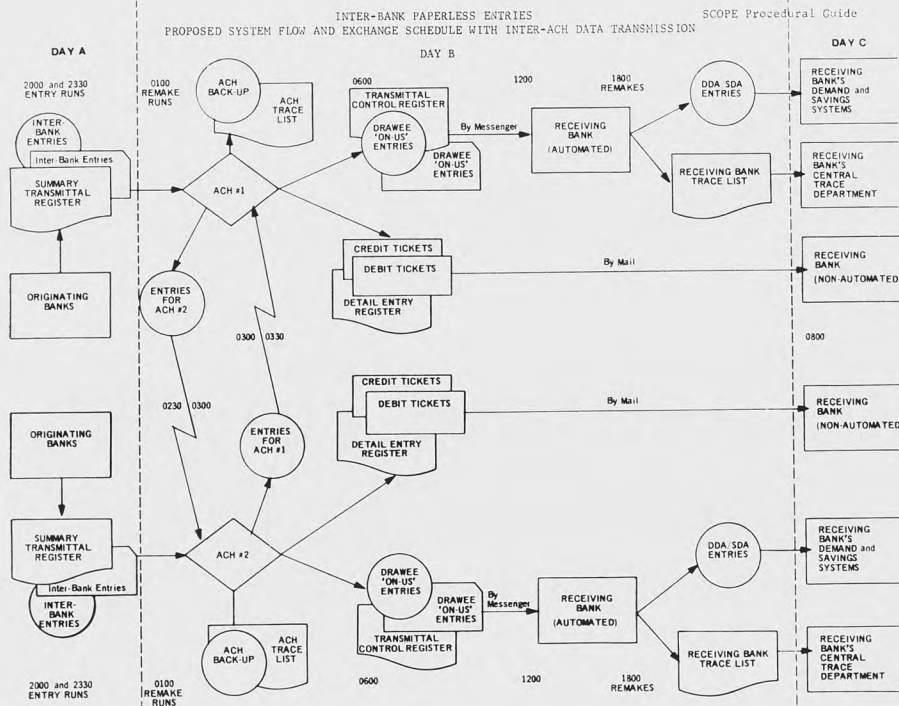 INTER-BANK PAPERLESS ENTRIES
SCOPE Procedural Guide
PROPOSED SYSTEM FLOW AND EXCHANGE SCHEDULE WITH INTER-ACH DATA TRANSMISSION
DAY A
DAY B
DAY C
2000 and 2330
ENTRY RUNS
0100
REMAKE
RUNS
ACH
BACK-UP
ACH
TRACE
LIST
0600
TRANSMITTAL
CONTROL REGISTER
DRAWEE
'ON-US'
ENTRIES
DRAWEE
'ON-US'
ENTRIES
By Messenger
1200
RECEIVING
BANK
(AUTOMATED)
1800
REMAKES
DDA/SDA
ENTRIES
RECEIVING BANK
TRACE LIST
RECEIVING
BANK'S
DEMAND and
SAVINGS
SYSTEMS
RECEIVING
BANK'S
CENTRAL
TRACE
DEPARTMENT
INTER-
BANK
ENTRIES
Inter-Bank Entries
SUMMARY
TRANSMITTAL
REGISTER
ORIGINATING
BANKS
ACH #1
ENTRIES
FOR
ACH #2
CREDIT TICKETS
DEBIT TICKETS
DETAIL ENTRY
REGISTER
By Mail
RECEIVING
BANK
(NON-AUTOMATED)
0300 0330
0800
0230 0300
ENTRIES
FOR
ACH #1
CREDIT TICKETS
DEBIT TICKETS
DETAIL ENTRY
REGISTER
By Mail
RECEIVING
BANK
(NON-AUTOMATED)
ORIGINATING
BANKS
SUMMARY
TRANSMITTAL
REGISTER
Inter-Bank Entries
INTER-
BANK
ENTRIES
ACH #2
ACH
BACK-UP
ACH
TRACE
LIST
DRAWEE
'ON-US'
ENTRIES
DRAWEE
'ON-US'
ENTRIES
TRANSMITTAL
CONTROL REGISTER
By
Messenger
RECEIVING
BANK
(AUTOMATED)
DDA/SDA
ENTRIES
RECEIVING BANK
TRACE LIST
RECEIVING
BANK'S
DEMAND and
SAVINGS
SYSTEMS
RECEIVING
BANK'S
CENTRAL
TRACE
DEPARTMENT
2000 and 2330
ENTRY RUNS
0100
REMAKE
RUNS
0600
1200
1800
REMAKES